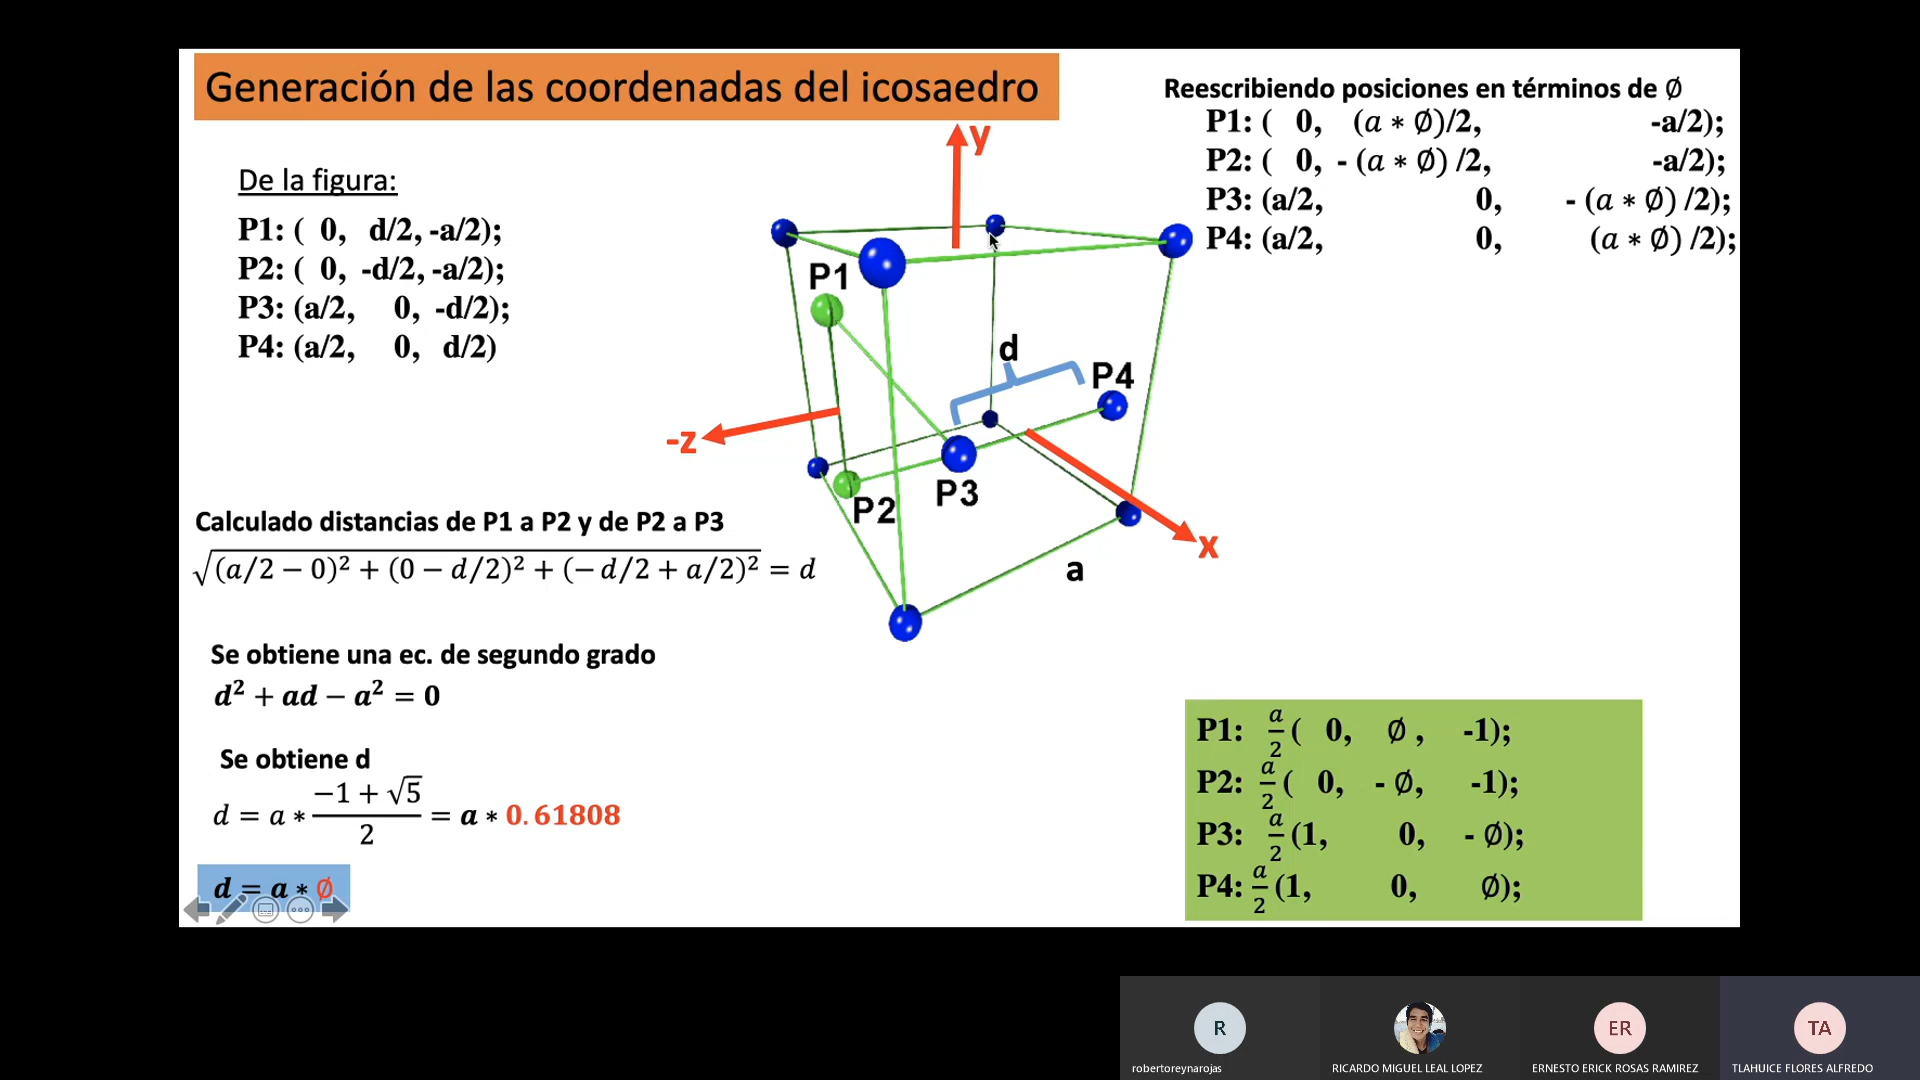 Generación de las coordenadas del icosaedro
De la figura:
P1: ( 0, d/2, -a/2);
P2: ( 0, -d/2, -a/2);
P3: (a/2, 0, -d/2);
P4: (a/2, 0, d/2)
Calculado distancias de P1 a P2 y de P2 a P3
√((a/2 − 0)² + (0 − d/2)² + (− d/2 + a/2)²) = d
Se obtiene una ec. de segundo grado
d² + ad − a² = 0
Se obtiene d
d = a ∗ (−1 + √5)/2 = a ∗ 0.61808
d = a ∗ ∅
y
P1
d
P4
-z
P3
P2
x
a
Reescribiendo posiciones en términos de ∅
P1: ( 0, (a ∗ ∅)/2, -a/2);
P2: ( 0, - (a ∗ ∅) /2, -a/2);
P3: (a/2, 0, - (a ∗ ∅) /2);
P4: (a/2, 0, (a ∗ ∅) /2);
P1: a/2 ( 0, ∅ , -1);
P2: a/2 ( 0, - ∅, -1);
P3: a/2 (1, 0, - ∅);
P4: a/2 (1, 0, ∅);
R
ER
TA
robertoreynarojas
RICARDO MIGUEL LEAL LOPEZ
ERNESTO ERICK ROSAS RAMIREZ
TLAHUICE FLORES ALFREDO